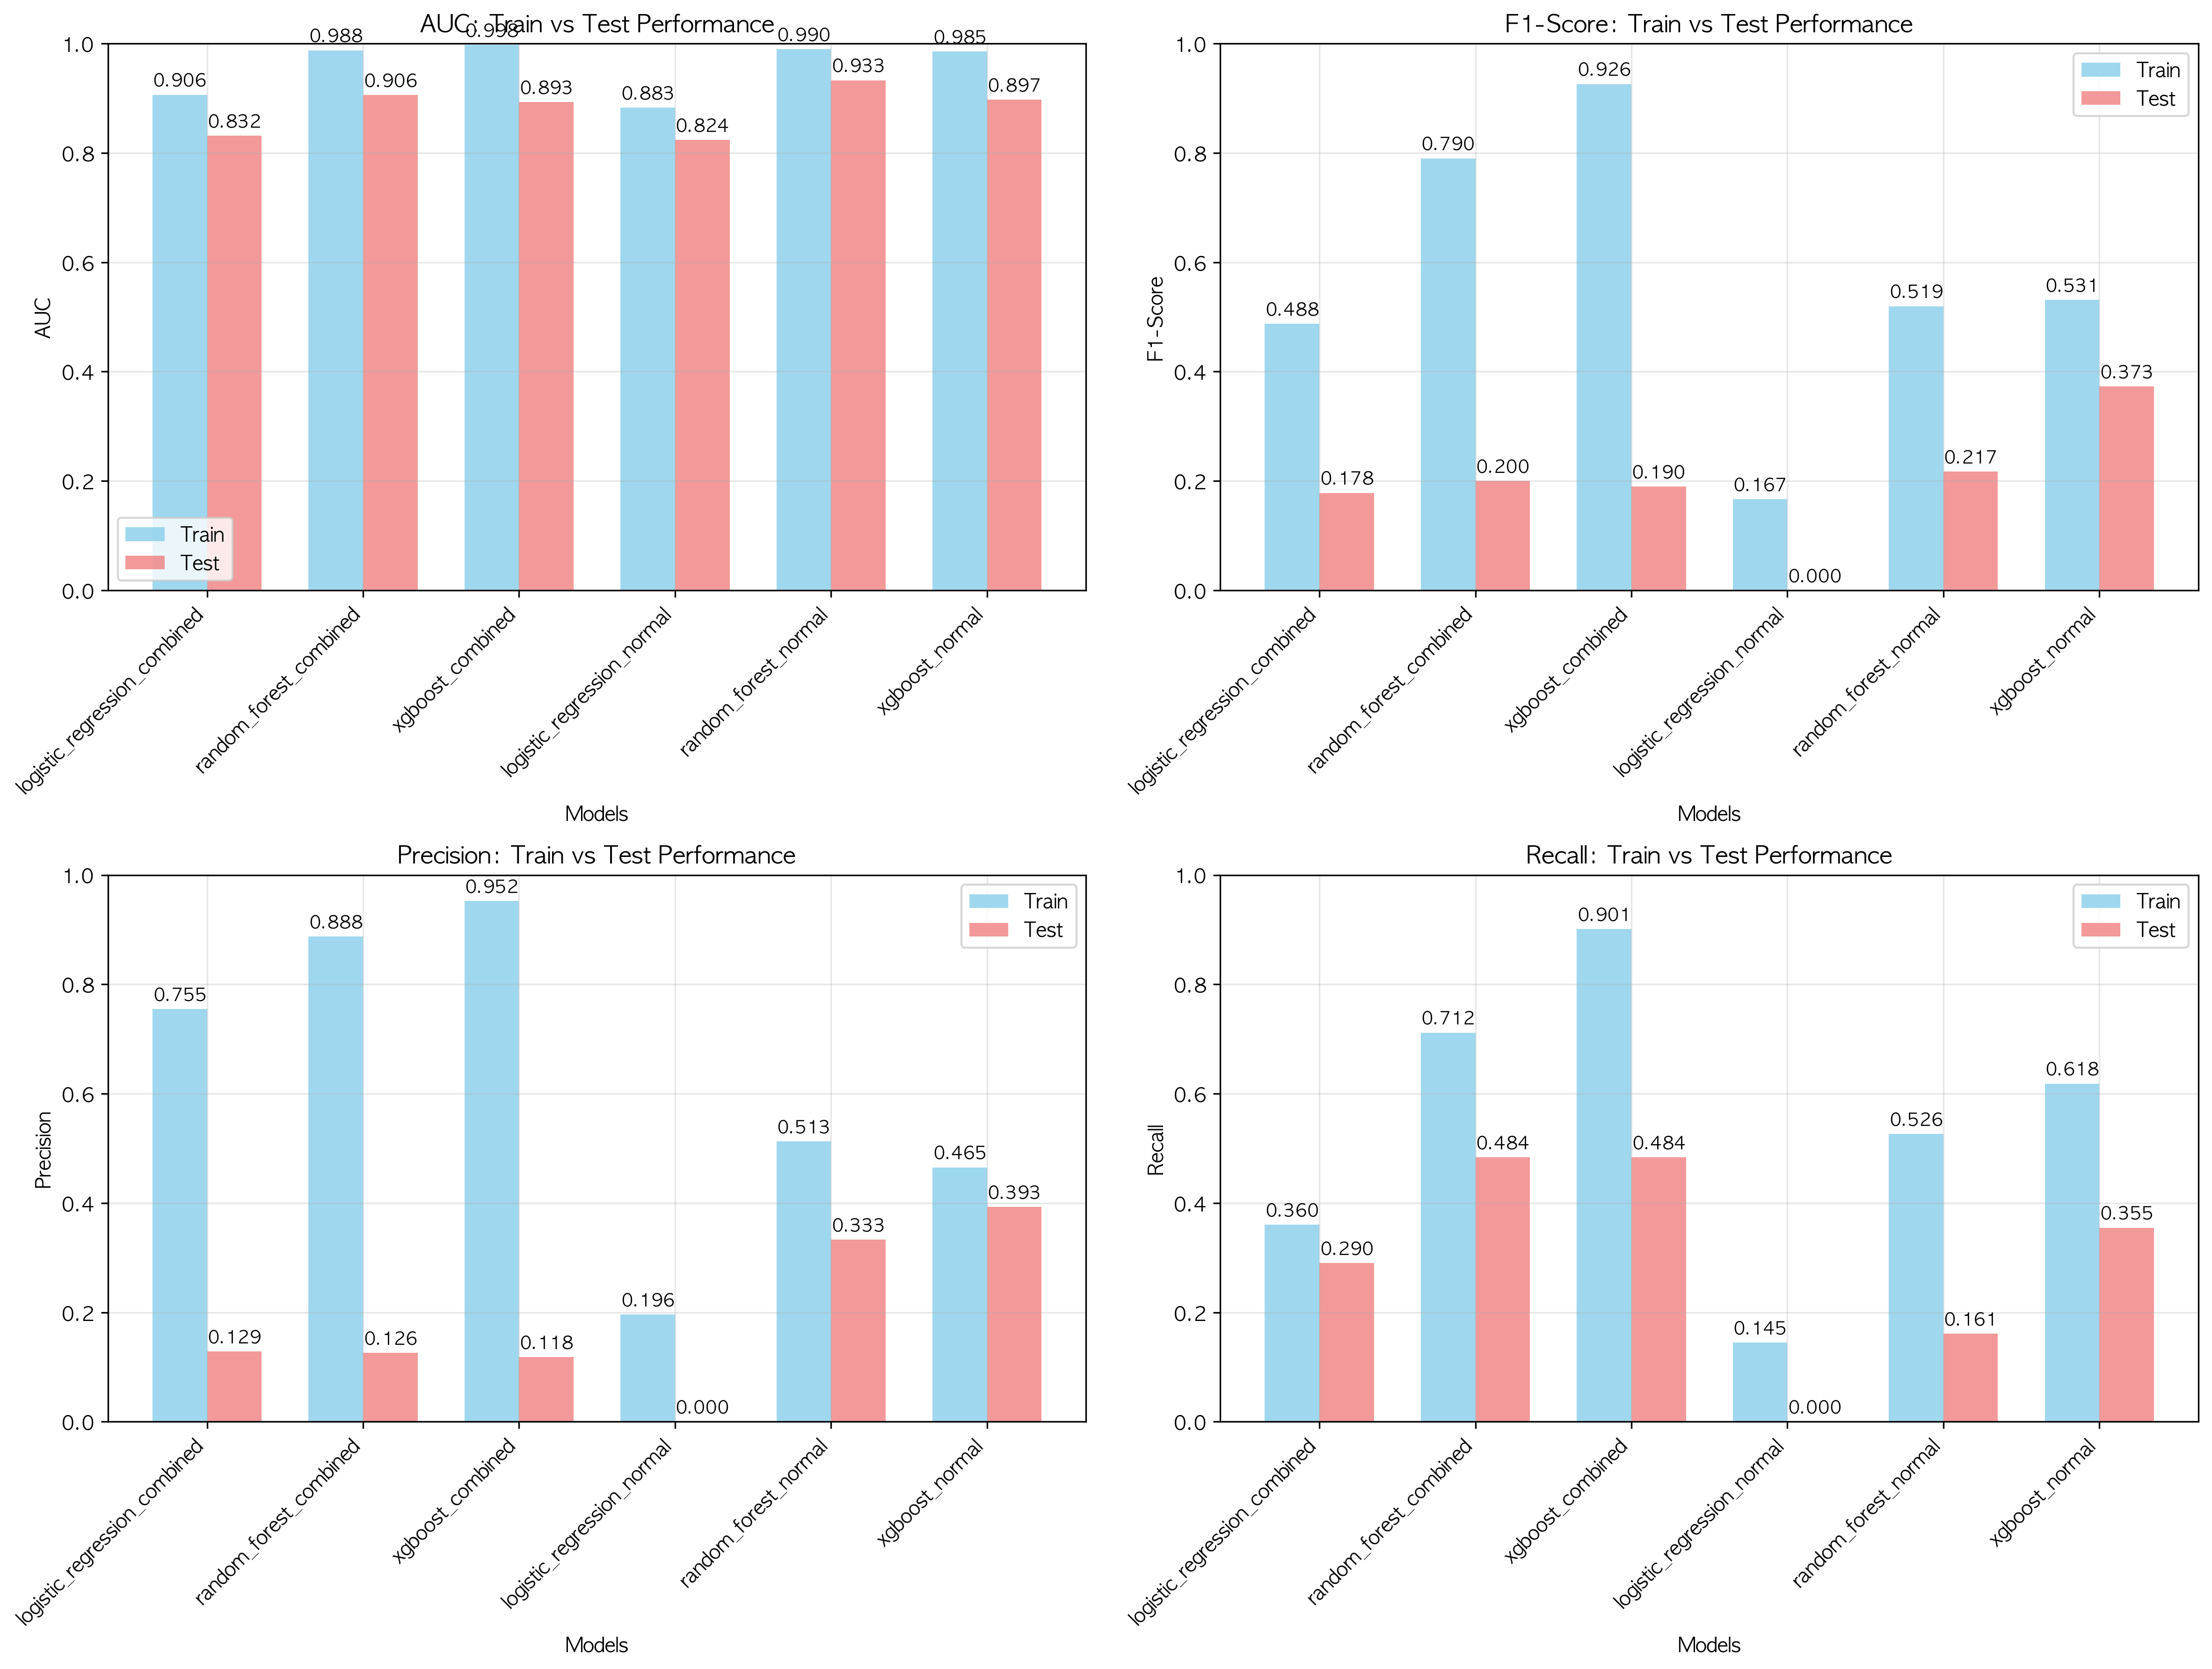 AUC: Train vs Test Performance
0.906
0.832
0.988
0.906
0.998
0.893
0.883
0.824
0.990
0.933
0.985
0.897
1.0
0.8
0.6
0.4
0.2
0.0
AUC
Train
Test
logistic_regression_combined
random_forest_combined
xgboost_combined
logistic_regression_normal
random_forest_normal
xgboost_normal
Models
F1-Score: Train vs Test Performance
0.488
0.178
0.790
0.200
0.926
0.190
0.167
0.000
0.519
0.217
0.531
0.373
1.0
0.8
0.6
0.4
0.2
0.0
F1-Score
Train
Test
logistic_regression_combined
random_forest_combined
xgboost_combined
logistic_regression_normal
random_forest_normal
xgboost_normal
Models
Precision: Train vs Test Performance
0.755
0.129
0.888
0.126
0.952
0.118
0.196
0.000
0.513
0.333
0.465
0.393
1.0
0.8
0.6
0.4
0.2
0.0
Precision
Train
Test
logistic_regression_combined
random_forest_combined
xgboost_combined
logistic_regression_normal
random_forest_normal
xgboost_normal
Models
Recall: Train vs Test Performance
0.360
0.290
0.712
0.484
0.901
0.484
0.145
0.000
0.526
0.161
0.618
0.355
1.0
0.8
0.6
0.4
0.2
0.0
Recall
Train
Test
logistic_regression_combined
random_forest_combined
xgboost_combined
logistic_regression_normal
random_forest_normal
xgboost_normal
Models